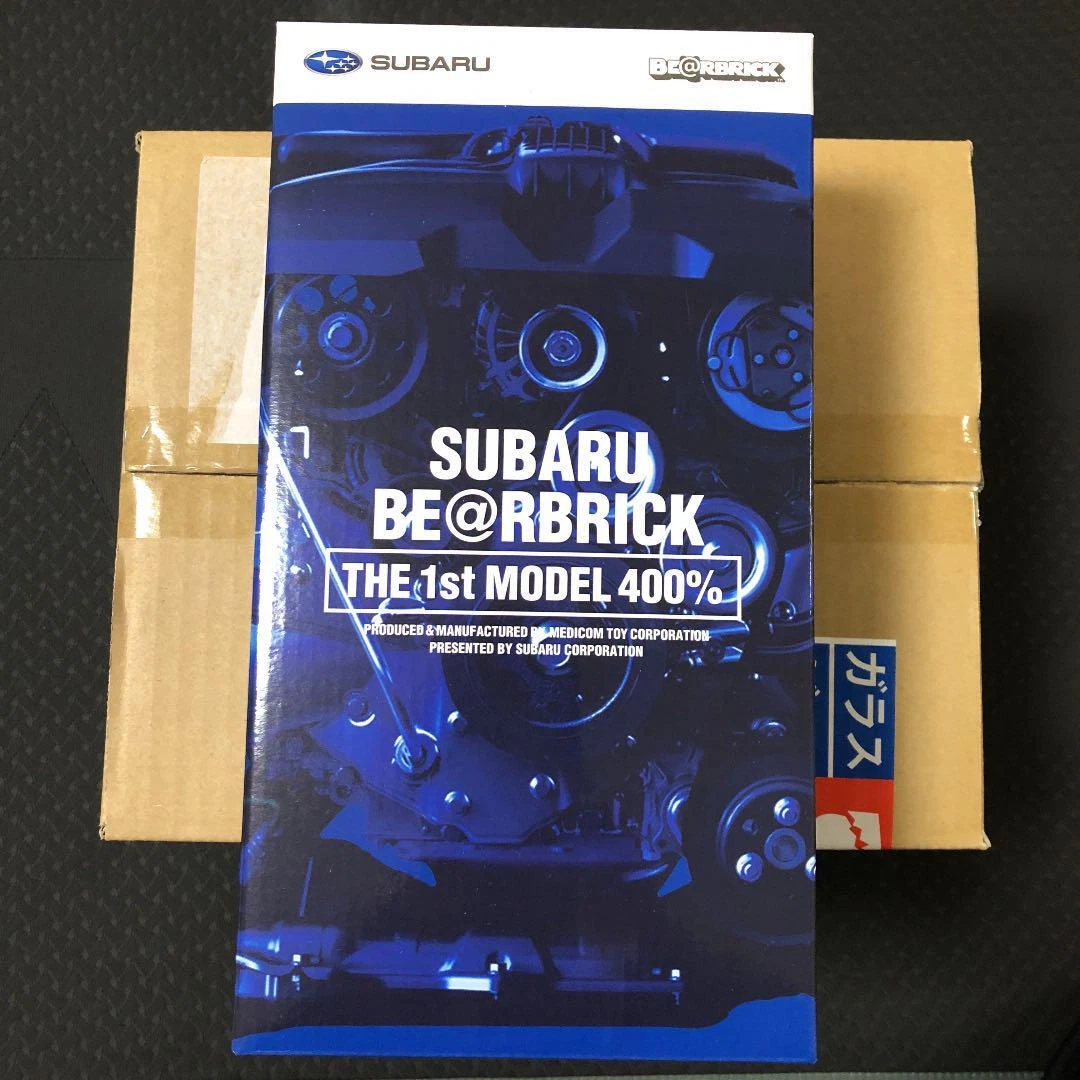 SUBARU
BE@RBRICK
SUBARU
BE@RBRICK
THE 1st MODEL 400%
PRODUCED & MANUFACTURED BY MEDICOM TOY CORPORATION
PRESENTED BY SUBARU CORPORATION
ガラス